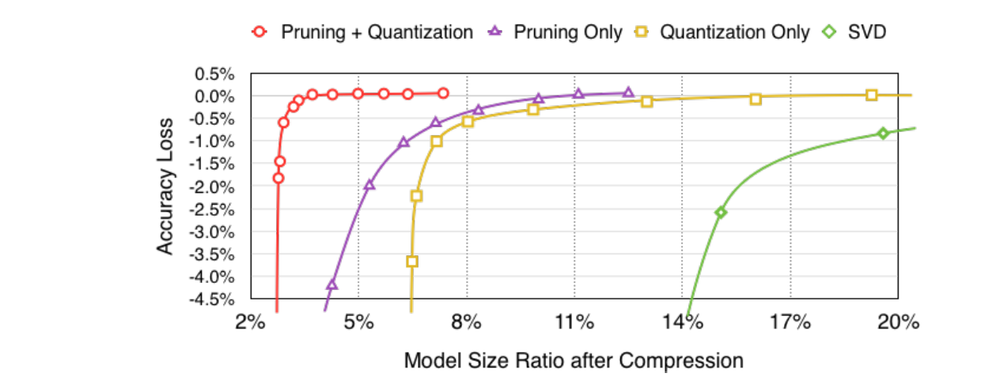 Pruning + Quantization Pruning Only Quantization Only SVD
0.5%
0.0%
-0.5%
-1.0%
-1.5%
-2.0%
-2.5%
-3.0%
-3.5%
-4.0%
-4.5%
Accuracy Loss
2% 5% 8% 11% 14% 17% 20%
Model Size Ratio after Compression